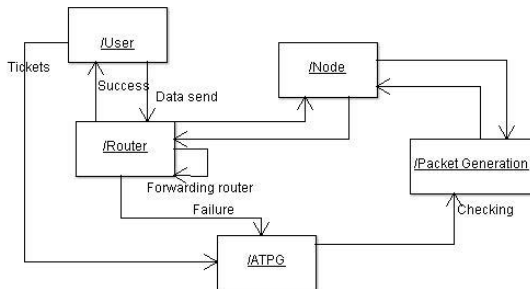 /User
/Node
Tickets
Success
Data send
/Router
/Packet Generation
Forwarding router
Failure
Checking
/ATPG